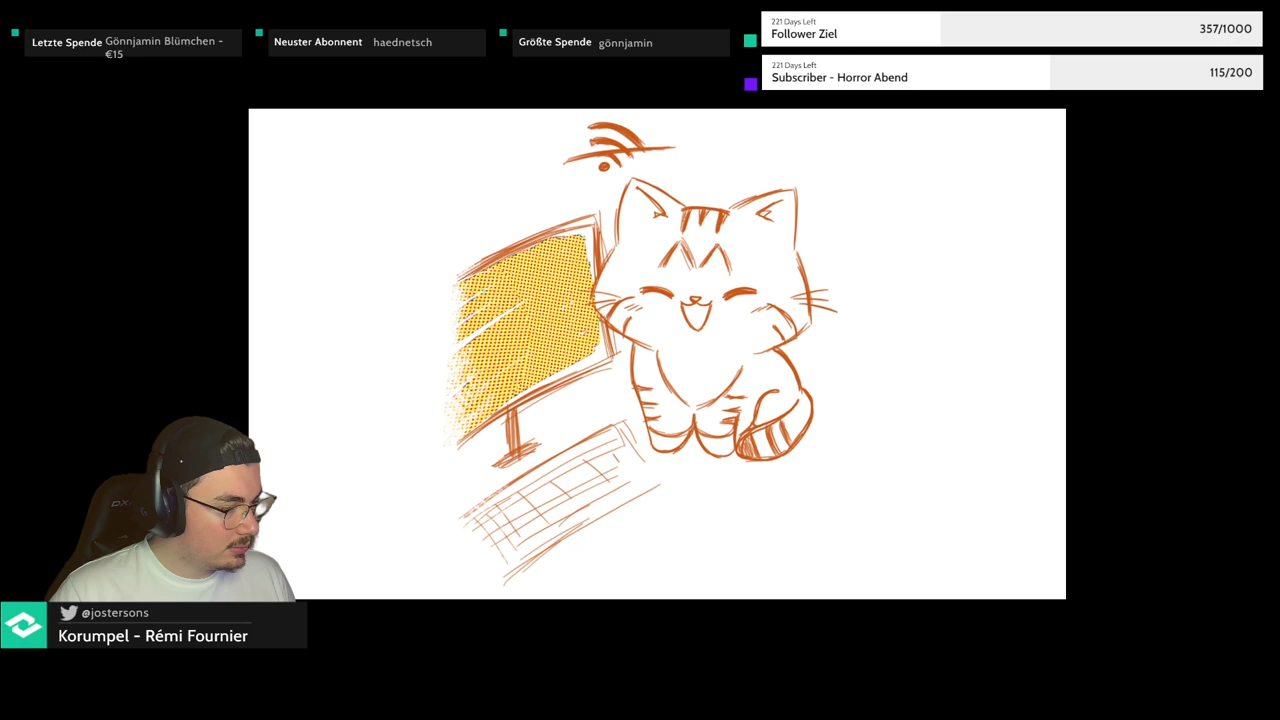 Letzte Spende Gönnjamin Blümchen -
€15
Neuster Abonnent haednetsch
Größte Spende gönnjamin
221 Days Left
Follower Ziel 357/1000
221 Days Left
Subscriber - Horror Abend 115/200
DX
@jostersons
Korumpel - Rémi Fournier